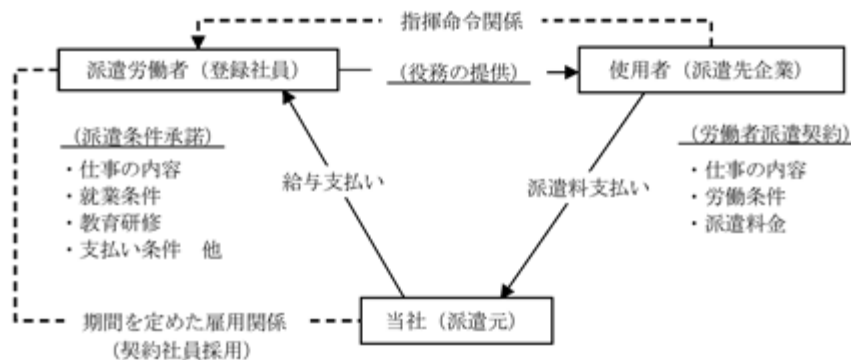 指揮命令関係
派遣労働者（登録社員）
（役務の提供）
使用者（派遣先企業）
（派遣条件承諾）
・仕事の内容
・就業条件
・教育研修
・支払い条件　他
給与支払い
派遣料支払い
（労働者派遣契約）
・仕事の内容
・労働条件
・派遣料金
期間を定めた雇用関係
（契約社員採用）
当社（派遣元）